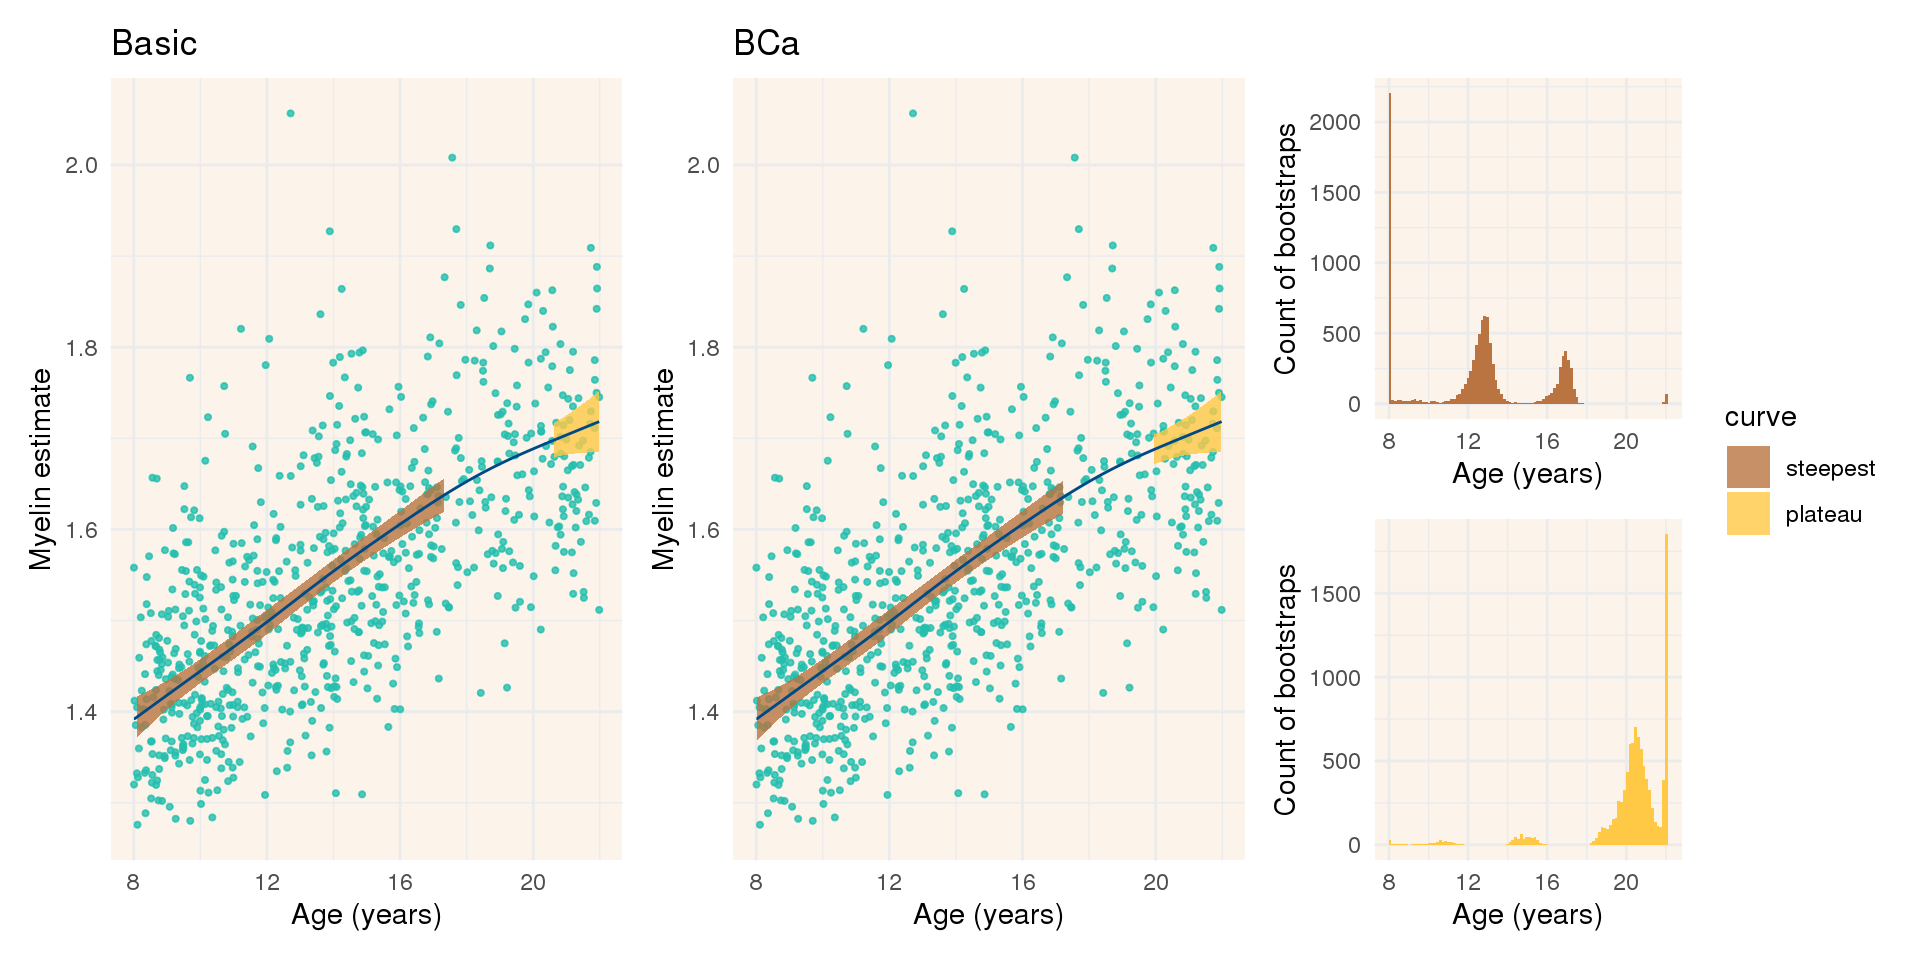 Basic
Myelin estimate
2.0
1.8
1.6
1.4
8 12 16 20
Age (years)
BCa
Myelin estimate
2.0
1.8
1.6
1.4
8 12 16 20
Age (years)
Count of bootstraps
2000
1500
1000
500
0
8 12 16 20
Age (years)
Count of bootstraps
1500
1000
500
0
8 12 16 20
Age (years)
curve
steepest
plateau